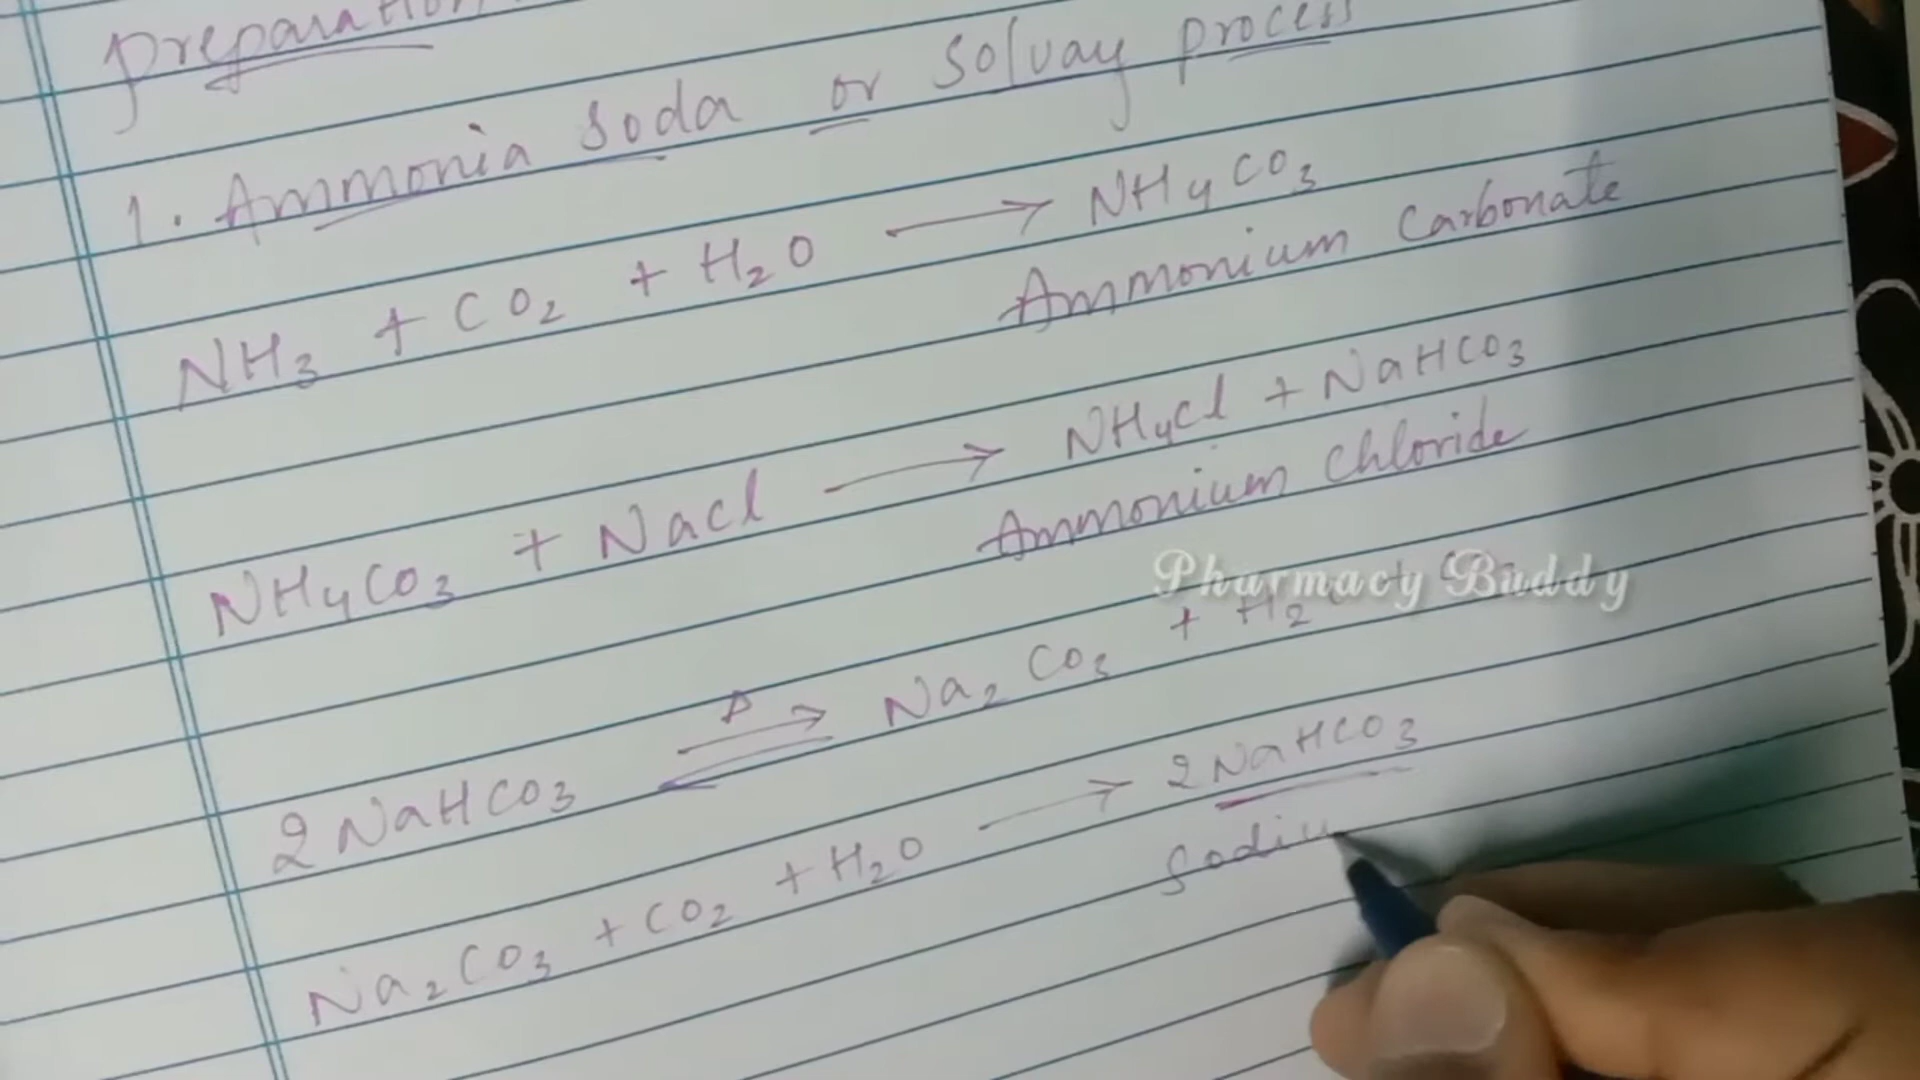 preparation
1. Ammonia Soda or Solvay process
NH3 + CO2 + H2O → NH4CO3
Ammonium Carbonate
NH4CO3 + Nacl → NH4Cl + NaHCO3
Ammonium Chloride
Pharmacy Buddy
2NaHCO3 Δ⇌ Na2CO3 + H2
Na2CO3 + CO2 + H2O → 2NaHCO3
Sodiu